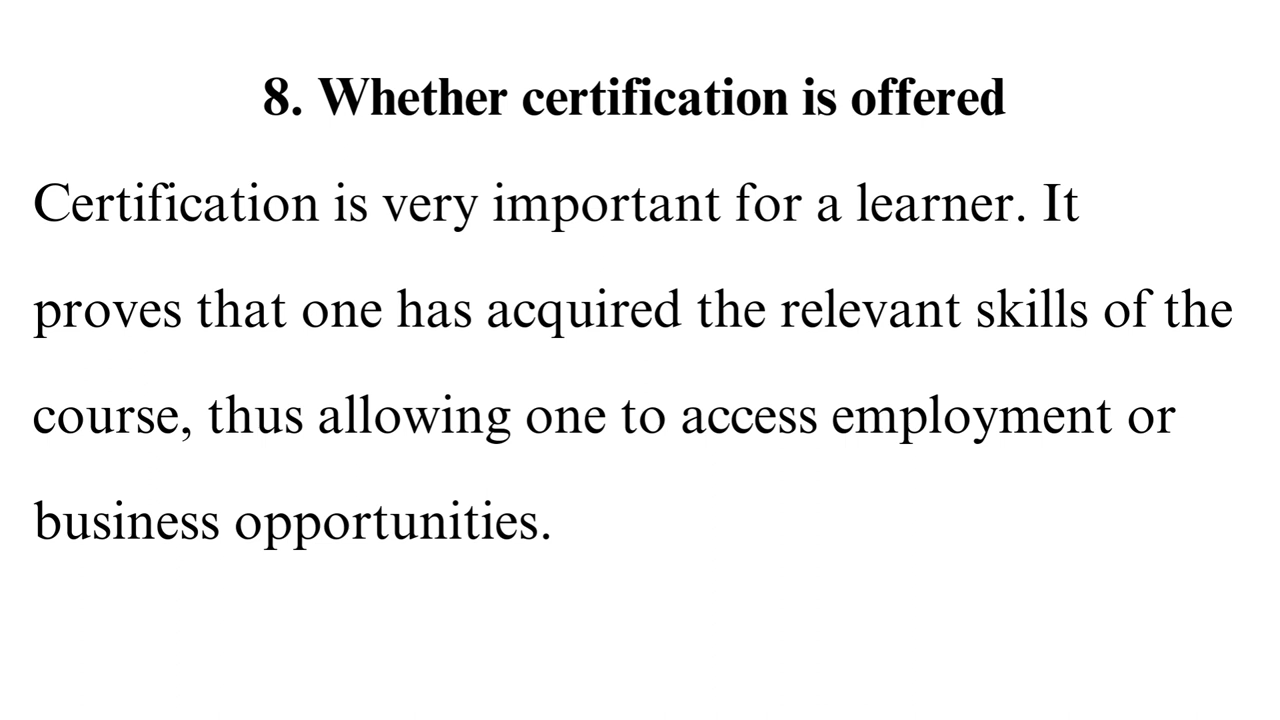 8. Whether certification is offered
Certification is very important for a learner. It
proves that one has acquired the relevant skills of the
course, thus allowing one to access employment or
business opportunities.